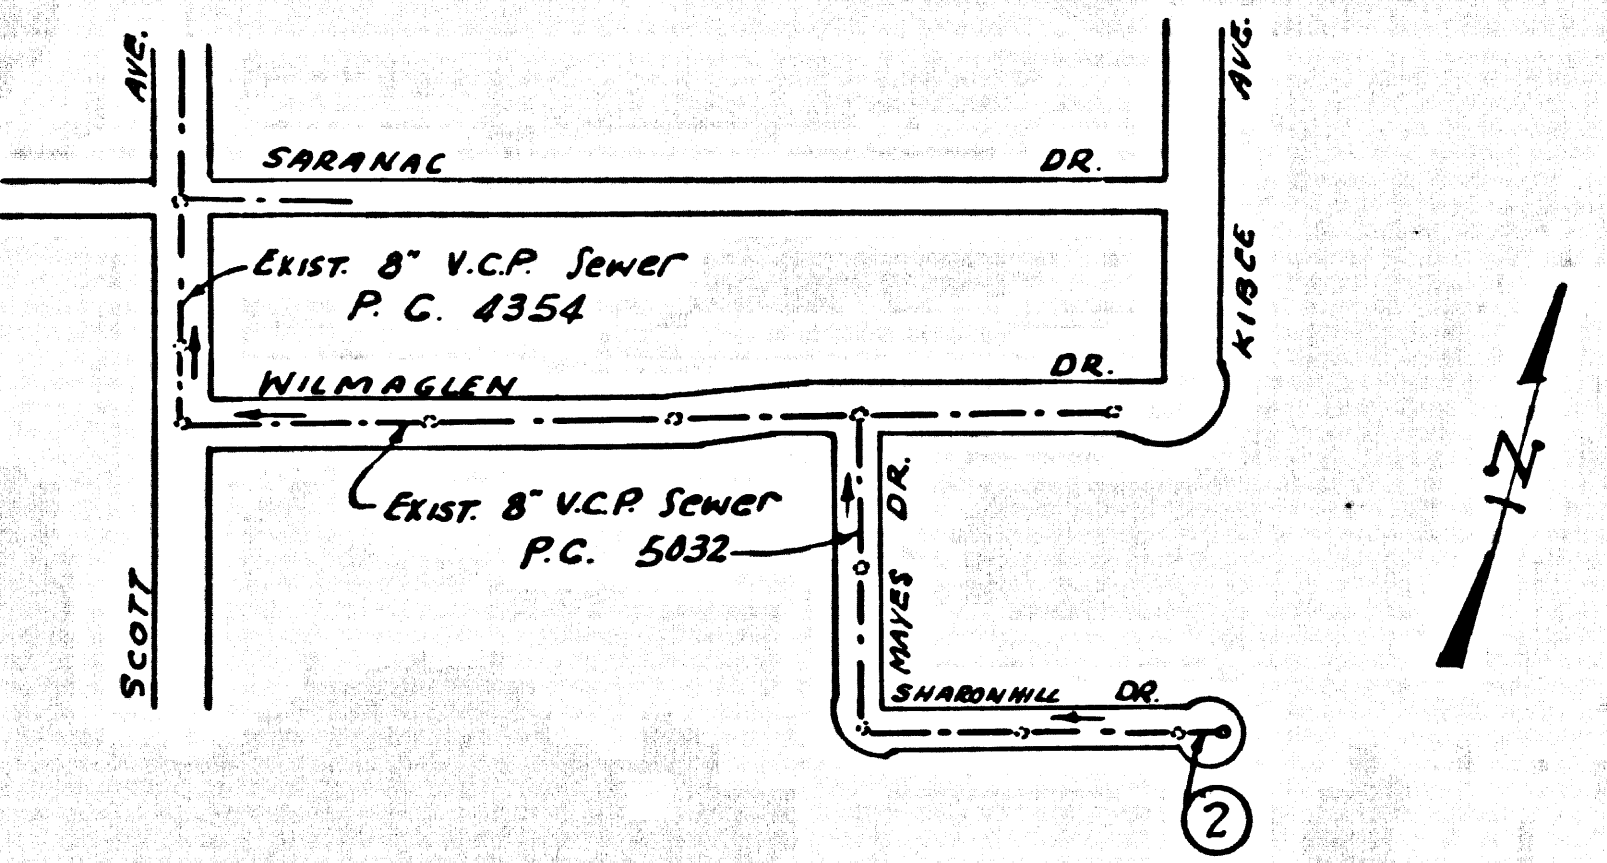 SCOTT AVE.
SARANAC DR.
KIBEE AVE.
EXIST. 8" V.C.P. Sewer
P. C. 4354
WILMAGLEN DR.
EXIST. 8" V.C.P. Sewer
P.C. 5032
MAYES DR.
SHARONHILL DR.
N
2